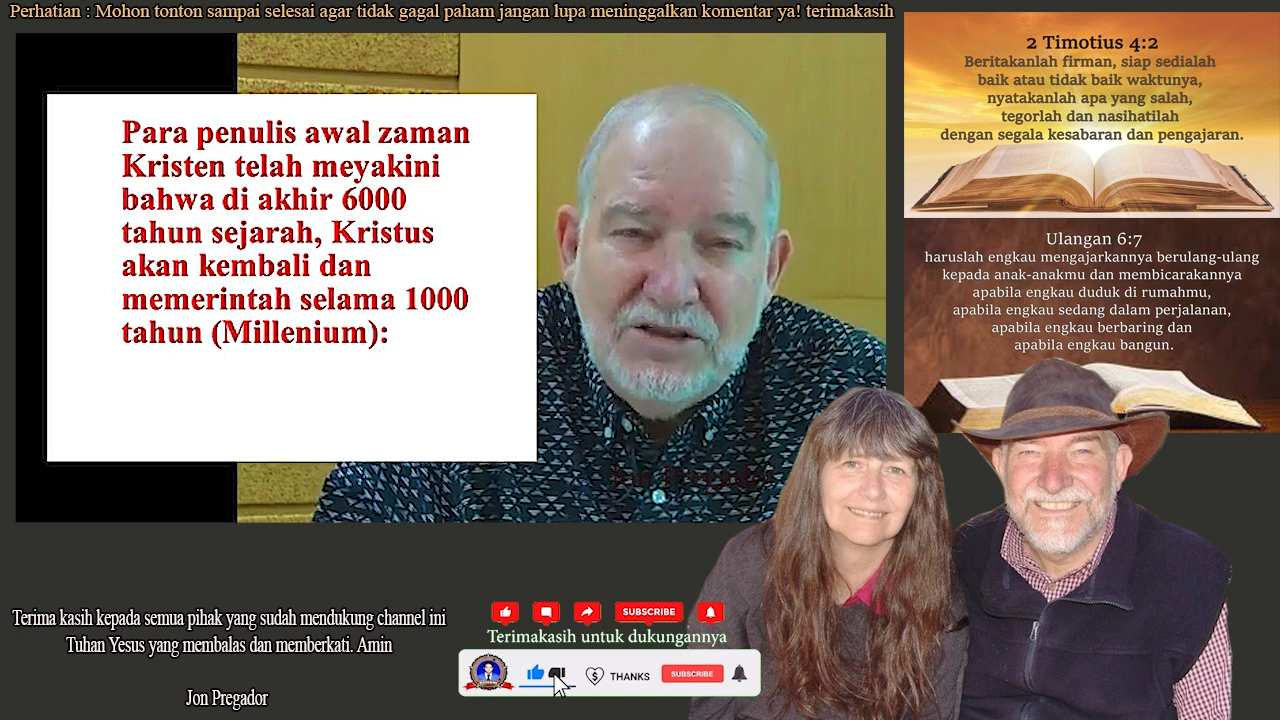 Perhatian : Mohon tonton sampai selesai agar tidak gagal paham jangan lupa meninggalkan komentar ya! terimakasih
Para penulis awal zaman
Kristen telah meyakini
bahwa di akhir 6000
tahun sejarah, Kristus
akan kembali dan
memerintah selama 1000
tahun (Millenium):
Jon Pregador
2 Timotius 4:2
Beritakanlah firman, siap sedialah
baik atau tidak baik waktunya,
nyatakanlah apa yang salah,
tegorlah dan nasihatilah
dengan segala kesabaran dan pengajaran.
Ulangan 6:7
haruslah engkau mengajarkannya berulang-ulang
kepada anak-anakmu dan membicarakannya
apabila engkau duduk di rumahmu,
apabila engkau sedang dalam perjalanan,
apabila engkau berbaring dan
apabila engkau bangun.
Terima kasih kepada semua pihak yang sudah mendukung channel ini
Tuhan Yesus yang membalas dan memberkati. Amin
Jon Pregador
SUBSCRIBE
Terimakasih untuk dukungannya
THANKS
SUBSCRIBE